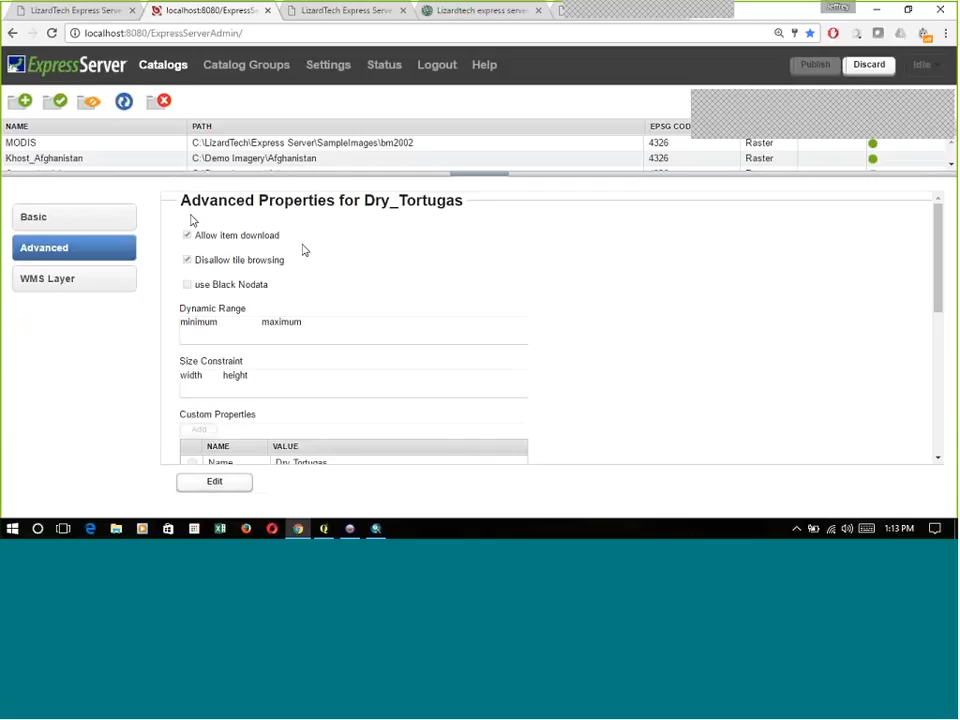 LizardTech Express Serve
localhost:8080/ExpressSe
LizardTech Express Serve
Lizardtech express serve
Jeffrey
localhost:8080/ExpressServerAdmin/
ExpressServer Catalogs Catalog Groups Settings Status Logout Help Publish Discard Idle
NAME PATH EPSG COD
MODIS C:\LizardTech\Express Server\SampleImages\bm2002 4326 Raster
Khost_Afghanistan C:\Demo Imagery\Afghanistan 4326 Raster
Advanced Properties for Dry_Tortugas
Basic
Advanced
WMS Layer
Allow item download
Disallow tile browsing
use Black Nodata
Dynamic Range
minimum maximum
Size Constraint
width height
Custom Properties
Add
NAME VALUE
Name Dry_Tortugas
Edit
1:13 PM